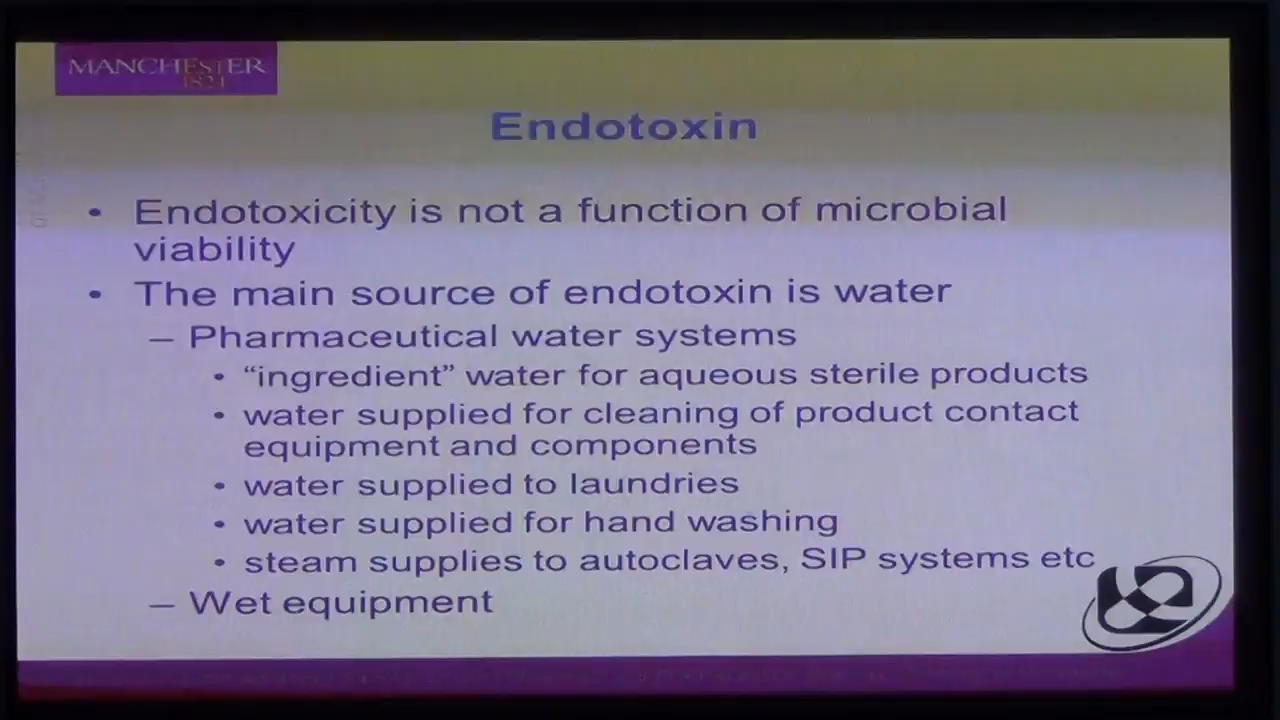 MANCHESTER
1824
Endotoxin
• Endotoxicity is not a function of microbial
viability
• The main source of endotoxin is water
– Pharmaceutical water systems
• “ingredient” water for aqueous sterile products
• water supplied for cleaning of product contact
equipment and components
• water supplied to laundries
• water supplied for hand washing
• steam supplies to autoclaves, SIP systems etc
– Wet equipment